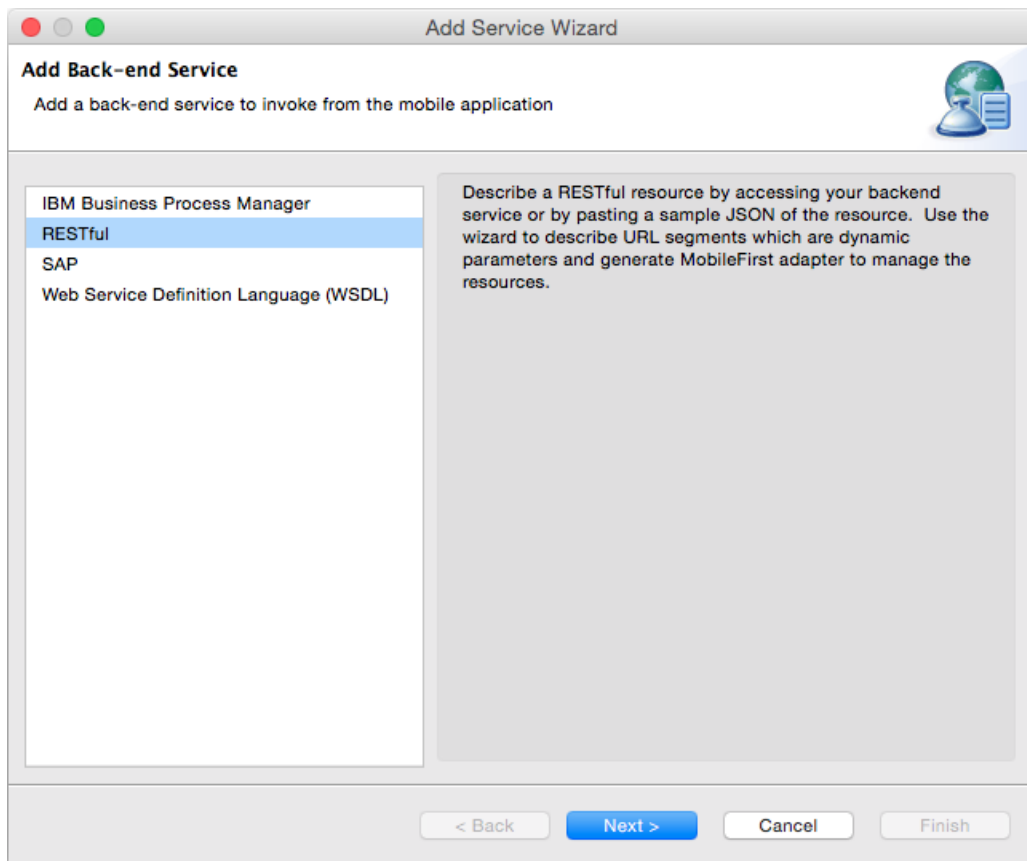 Add Service Wizard
Add Back-end Service
Add a back-end service to invoke from the mobile application
IBM Business Process Manager
RESTful
SAP
Web Service Definition Language (WSDL)
Describe a RESTful resource by accessing your backend
service or by pasting a sample JSON of the resource.  Use the
wizard to describe URL segments which are dynamic
parameters and generate MobileFirst adapter to manage the
resources.
< Back
Next >
Cancel
Finish